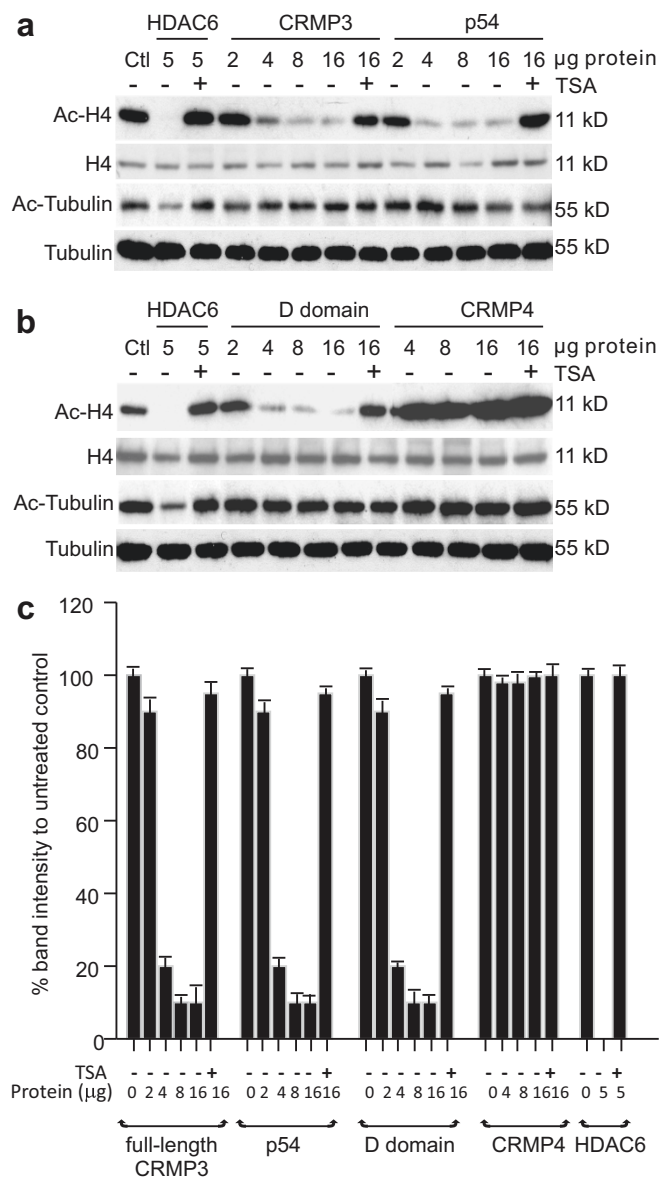 a
HDAC6 CRMP3 p54
Ctl 5 5 2 4 8 16 16 2 4 8 16 16 μg protein
- - + - - - - + - - - - + TSA
Ac-H4 11 kD
H4 11 kD
Ac-Tubulin 55 kD
Tubulin 55 kD
b
HDAC6 D domain CRMP4
Ctl 5 5 2 4 8 16 16 4 8 16 16 μg protein
- - + - - - - + - - - + TSA
Ac-H4 11 kD
H4 11 kD
Ac-Tubulin 55 kD
Tubulin 55 kD
c
% band intensity to untreated control
120
100
80
60
40
20
0
TSA - - - - - + - - - - - + - - - - - + - - - - + - - +
Protein (μg) 0 2 4 8 16 16 0 2 4 8 16 16 0 2 4 8 16 16 0 4 8 16 16 0 5 5
full-length CRMP3 p54 D domain CRMP4 HDAC6